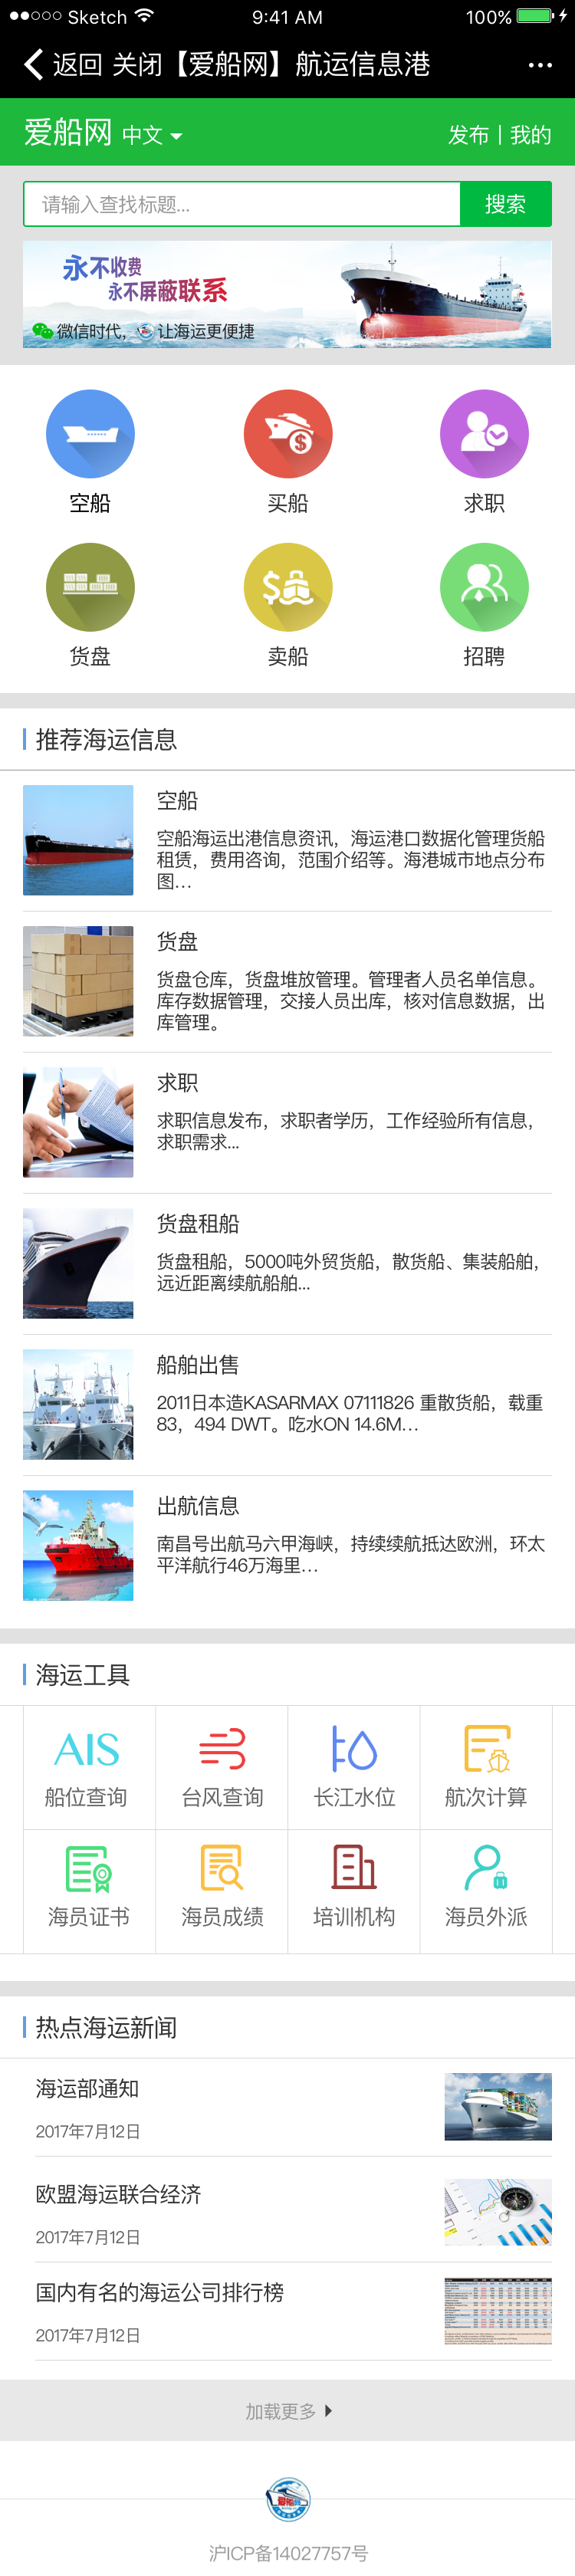 Sketch 9:41 AM 100%
返回 关闭【爱船网】航运信息港
爱船网 中文 发布 | 我的
请输入查找标题... 搜索
永不收费
永不屏蔽联系
微信时代, 让海运更便捷
空船 买船 求职
货盘 卖船 招聘
推荐海运信息
空船
空船海运出港信息资讯，海运港口数据化管理货船
租赁，费用咨询，范围介绍等。海港城市地点分布
图...
货盘
货盘仓库，货盘堆放管理。管理者人员名单信息。
库存数据管理，交接人员出库，核对信息数据，出
库管理。
求职
求职信息发布，求职者学历，工作经验所有信息，
求职需求...
货盘租船
货盘租船，5000吨外贸货船，散货船、集装船舶，
远近距离续航船舶...
船舶出售
2011日本造KASARMAX 07111826 重散货船，载重
83，494 DWT。吃水ON 14.6M...
出航信息
南昌号出航马六甲海峡，持续续航抵达欧洲，环太
平洋航行46万海里...
海运工具
AIS
船位查询 台风查询 长江水位 航次计算
海员证书 海员成绩 培训机构 海员外派
热点海运新闻
海运部通知
2017年7月12日
欧盟海运联合经济
2017年7月12日
国内有名的海运公司排行榜
2017年7月12日
加载更多
爱船网
沪ICP备14027757号